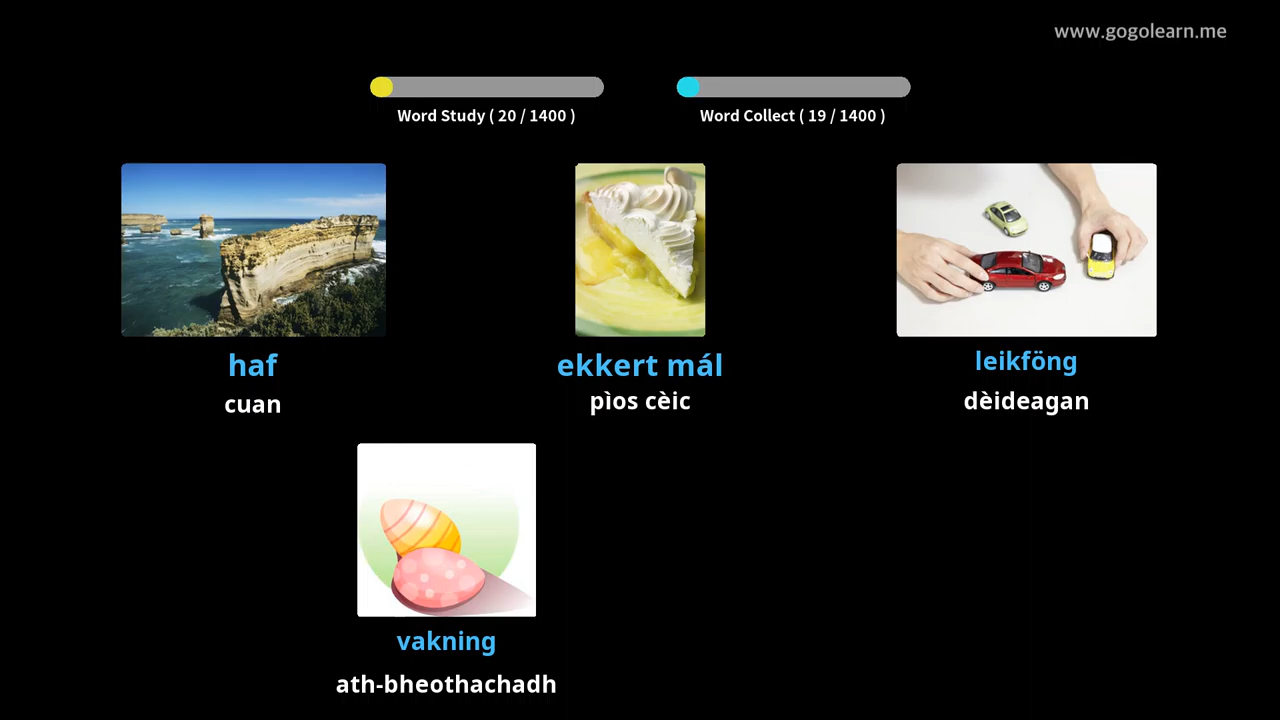 www.gogolearn.me
Word Study ( 20 / 1400 )
Word Collect ( 19 / 1400 )
haf
cuan
ekkert mál
pìos cèic
leikföng
dèideagan
vakning
ath-bheothachadh